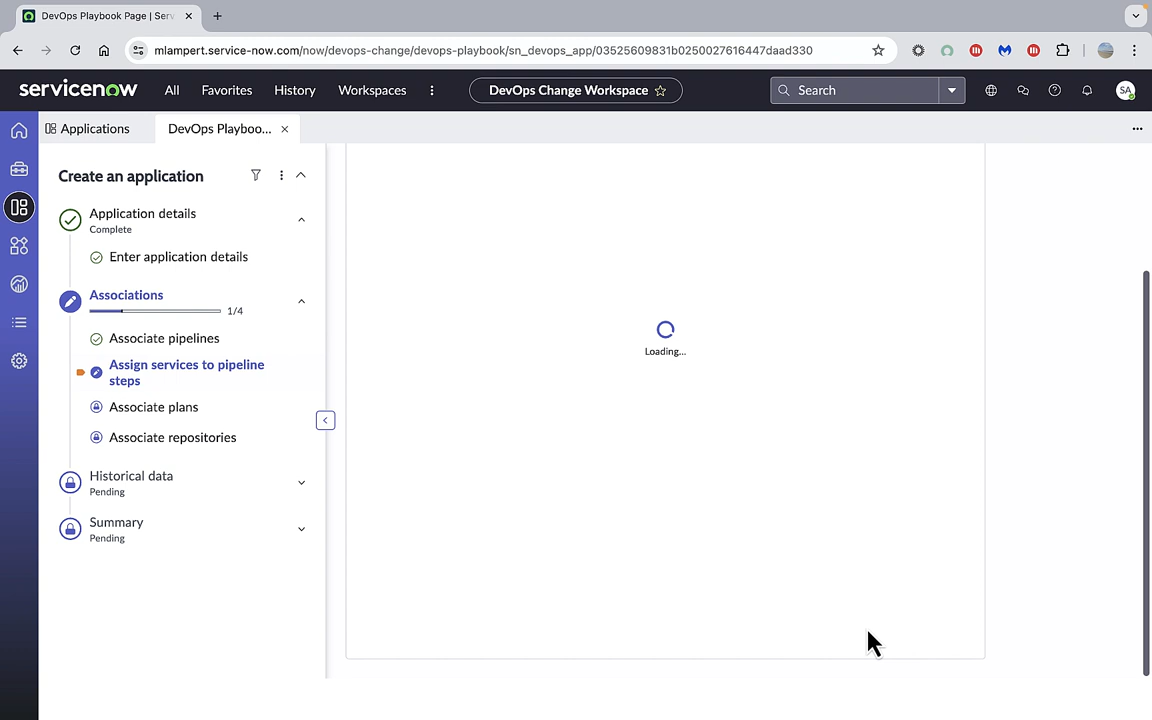 DevOps Playbook Page | Serv
mlampert.service-now.com/now/devops-change/devops-playbook/sn_devops_app/03525609831b0250027616447daad330
servicenow
All
Favorites
History
Workspaces
DevOps Change Workspace
Search
SA
Applications
DevOps Playboo...
Create an application
Application details
Complete
Enter application details
Associations
1/4
Associate pipelines
Assign services to pipeline
steps
Associate plans
Associate repositories
Historical data
Pending
Summary
Pending
Loading...